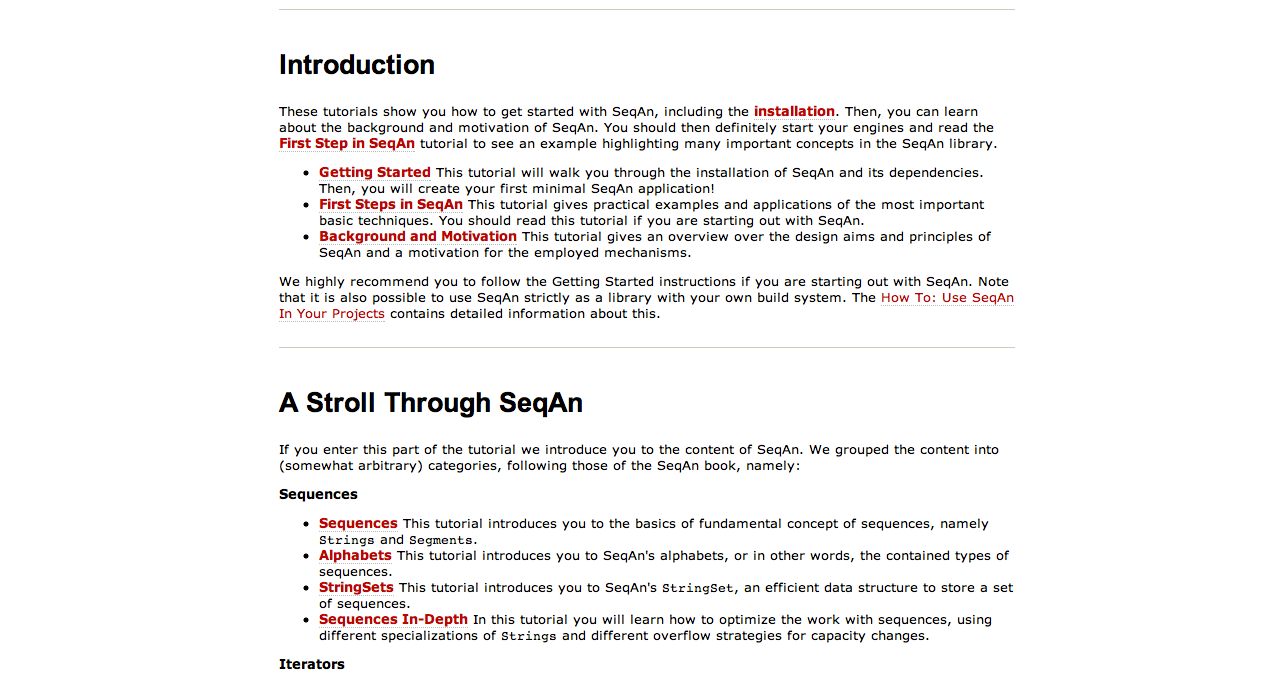 Introduction
These tutorials show you how to get started with SeqAn, including the installation. Then, you can learn
about the background and motivation of SeqAn. You should then definitely start your engines and read the
First Step in SeqAn tutorial to see an example highlighting many important concepts in the SeqAn library.
• Getting Started This tutorial will walk you through the installation of SeqAn and its dependencies.
Then, you will create your first minimal SeqAn application!
• First Steps in SeqAn This tutorial gives practical examples and applications of the most important
basic techniques. You should read this tutorial if you are starting out with SeqAn.
• Background and Motivation This tutorial gives an overview over the design aims and principles of
SeqAn and a motivation for the employed mechanisms.
We highly recommend you to follow the Getting Started instructions if you are starting out with SeqAn. Note
that it is also possible to use SeqAn strictly as a library with your own build system. The How To: Use SeqAn
In Your Projects contains detailed information about this.
A Stroll Through SeqAn
If you enter this part of the tutorial we introduce you to the content of SeqAn. We grouped the content into
(somewhat arbitrary) categories, following those of the SeqAn book, namely:
Sequences
• Sequences This tutorial introduces you to the basics of fundamental concept of sequences, namely
Strings and Segments.
• Alphabets This tutorial introduces you to SeqAn's alphabets, or in other words, the contained types of
sequences.
• StringSets This tutorial introduces you to SeqAn's StringSet, an efficient data structure to store a set
of sequences.
• Sequences In-Depth In this tutorial you will learn how to optimize the work with sequences, using
different specializations of Strings and different overflow strategies for capacity changes.
Iterators